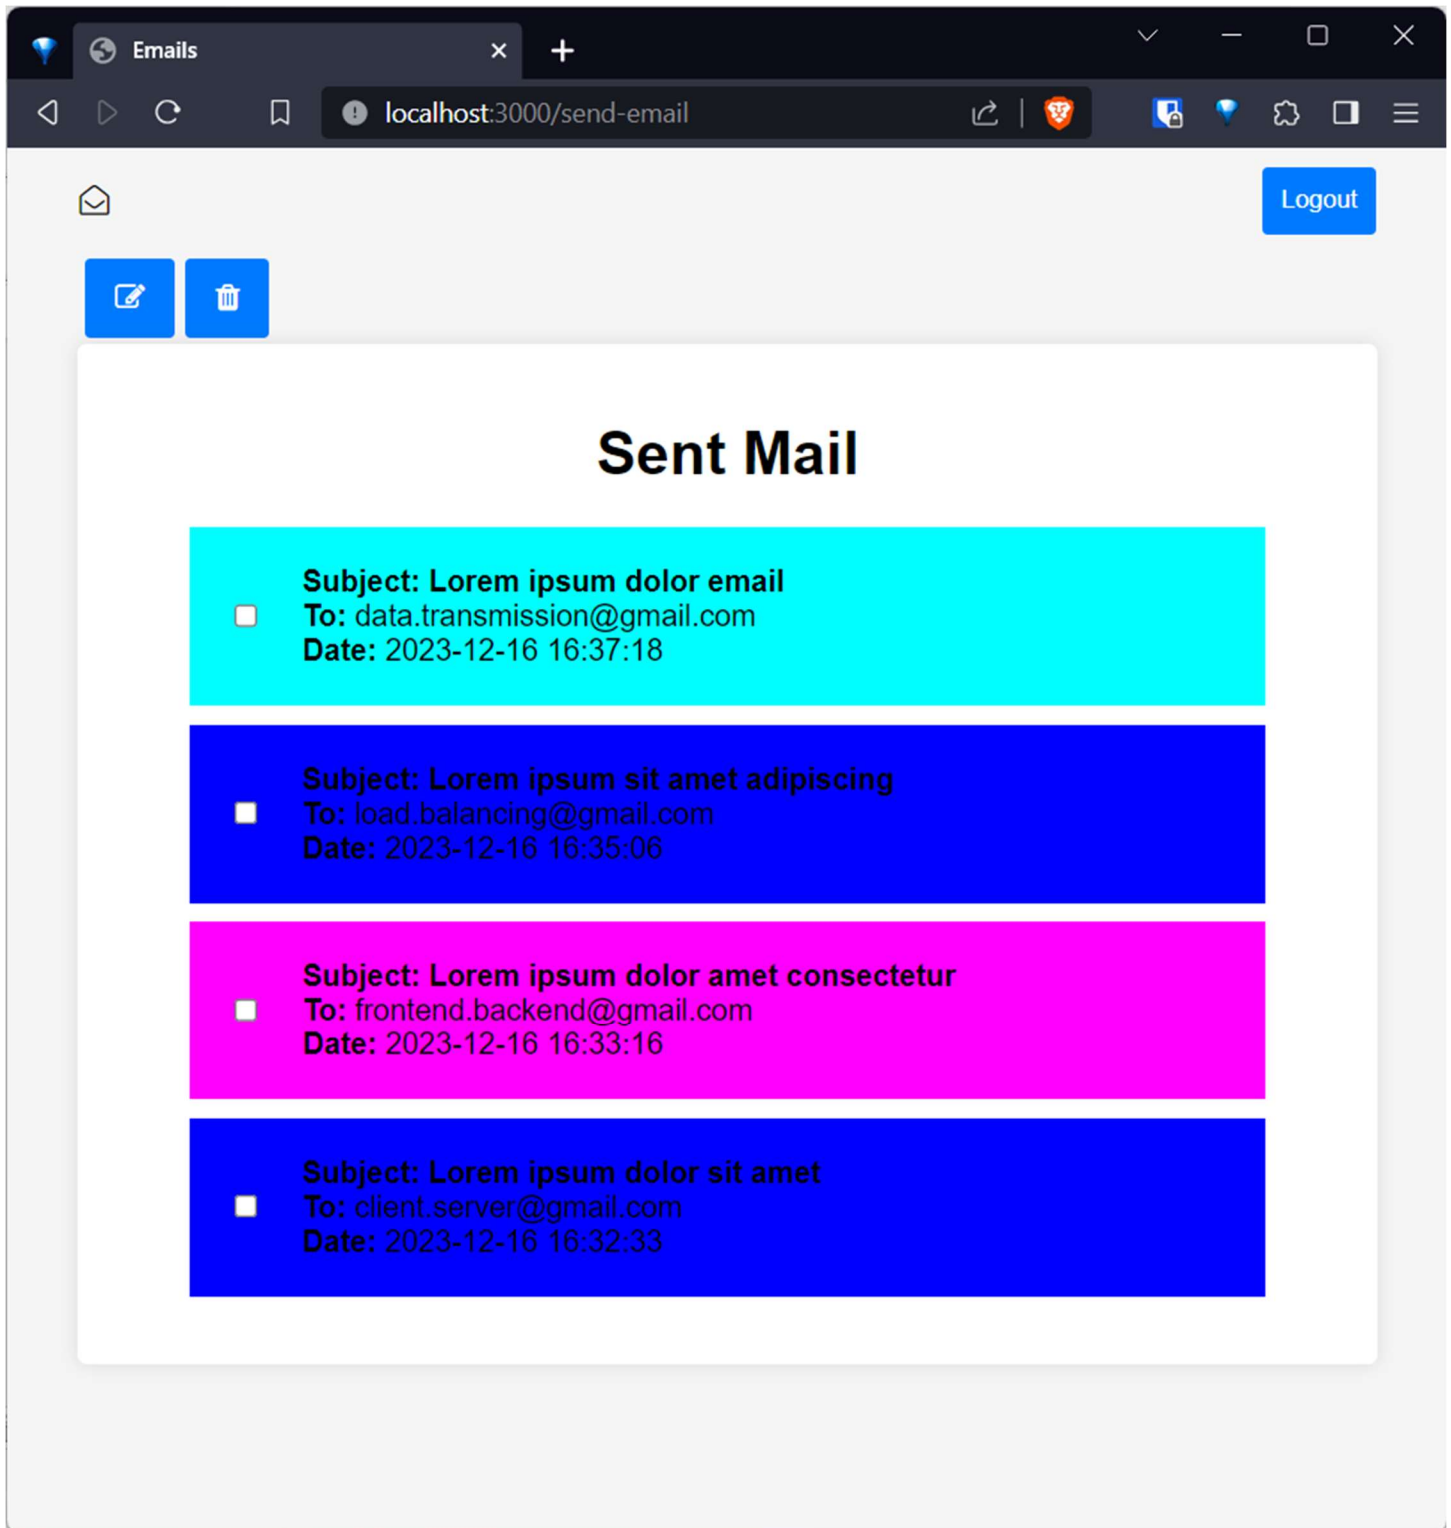 Emails
localhost:3000/send-email
Logout
Sent Mail
Subject: Lorem ipsum dolor email
To: data.transmission@gmail.com
Date: 2023-12-16 16:37:18
Subject: Lorem ipsum sit amet adipiscing
To: load.balancing@gmail.com
Date: 2023-12-16 16:35:06
Subject: Lorem ipsum dolor amet consectetur
To: frontend.backend@gmail.com
Date: 2023-12-16 16:33:16
Subject: Lorem ipsum dolor sit amet
To: client.server@gmail.com
Date: 2023-12-16 16:32:33